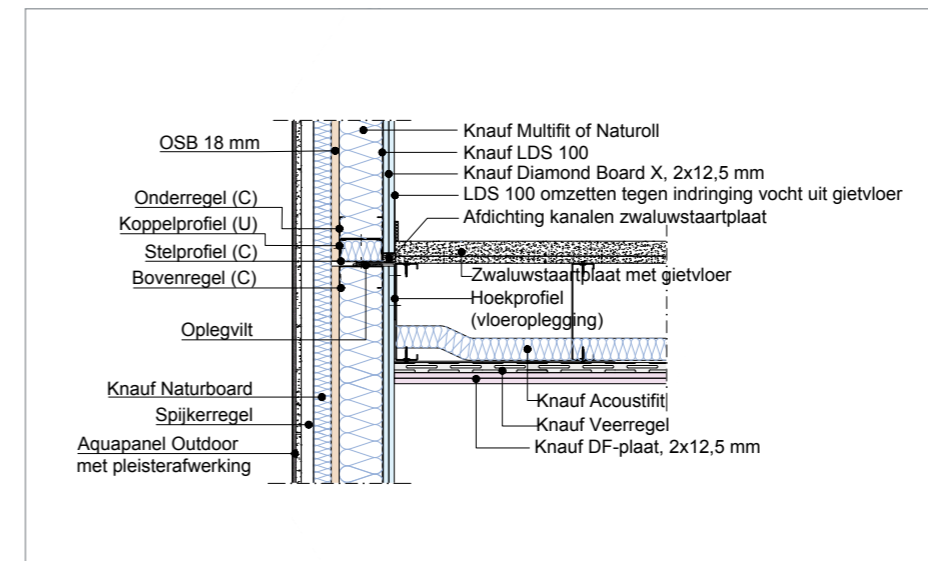 OSB 18 mm
Onderregel (C)
Koppelprofiel (U)
Stelprofiel (C)
Bovenregel (C)
Oplegvilt
Knauf Naturboard
Spijkerregel
Aquapanel Outdoor
met pleisterafwerking
Knauf Multifit of Naturoll
Knauf LDS 100
Knauf Diamond Board X, 2x12,5 mm
LDS 100 omzetten tegen indringing vocht uit gietvloer
Afdichting kanalen zwaluwstaartplaat
Zwaluwstaartplaat met gietvloer
Hoekprofiel
(vloeroplegging)
Knauf Acoustifit
Knauf Veerregel
Knauf DF-plaat, 2x12,5 mm